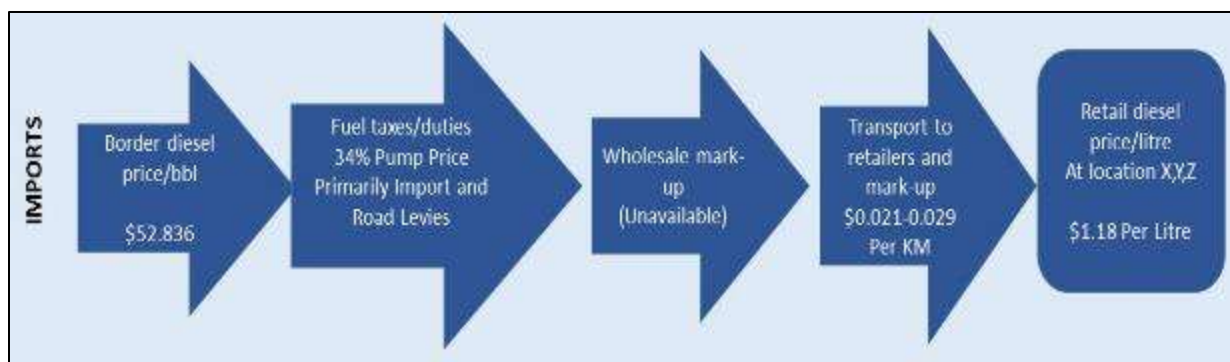 IMPORTS
Border diesel
price/bbl
$52.836
Fuel taxes/duties
34% Pump Price
Primarily Import and
Road Levies
Wholesale mark-
up
(Unavailable)
Transport to
retailers and
mark-up
$0.021-0.029
Per KM
Retail diesel
price/litre
At location X,Y,Z
$1.18 Per Litre